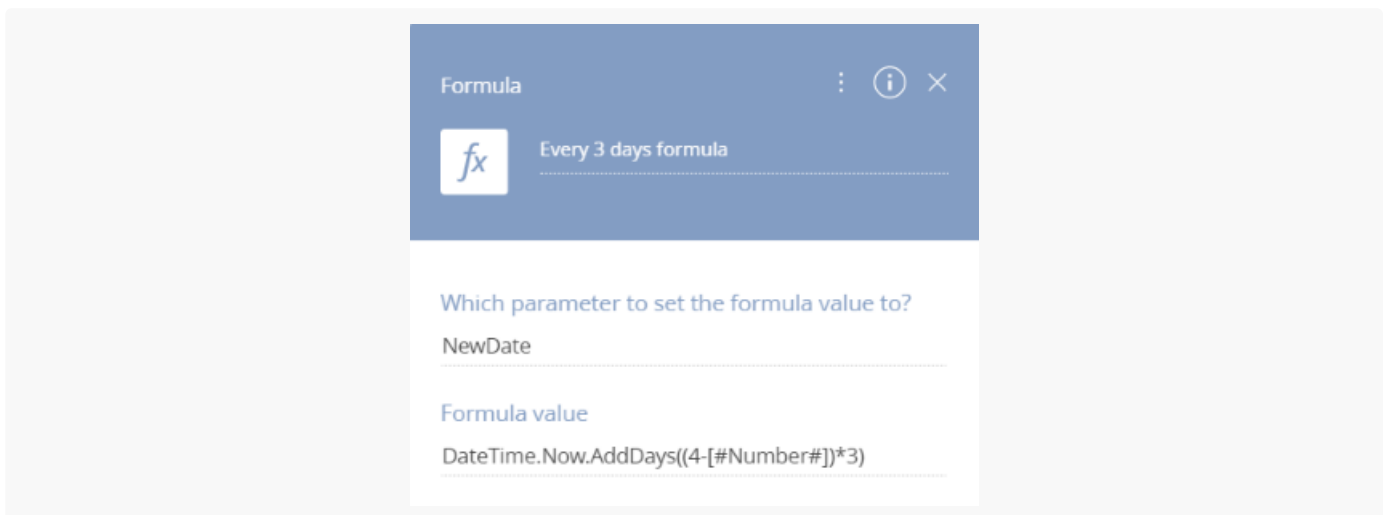 Formula
fx
Every 3 days formula
Which parameter to set the formula value to?
NewDate
Formula value
DateTime.Now.AddDays((4-[#Number#])*3)